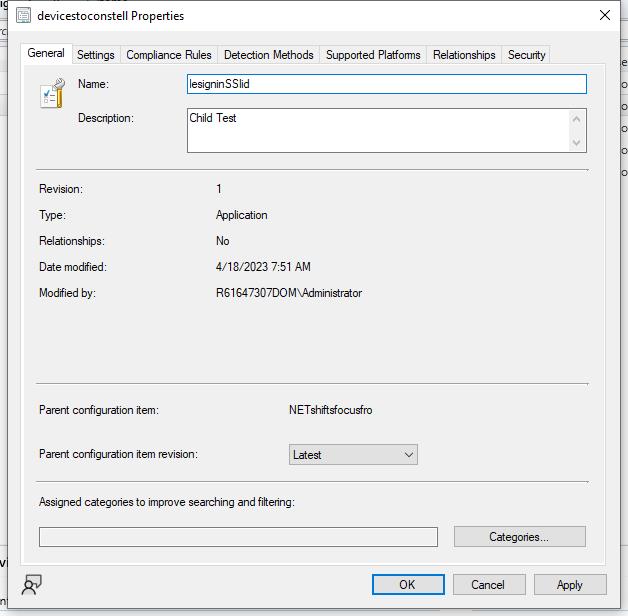 devicestoconstell Properties
General Settings Compliance Rules Detection Methods Supported Platforms Relationships Security
Name: lesigninSSlid
Description: Child Test
Revision: 1
Type: Application
Relationships: No
Date modified: 4/18/2023 7:51 AM
Modified by: R61647307DOM\Administrator
Parent configuration item: NETshiftsfocusfro
Parent configuration item revision: Latest
Assigned categories to improve searching and filtering:
Categories...
OK Cancel Apply